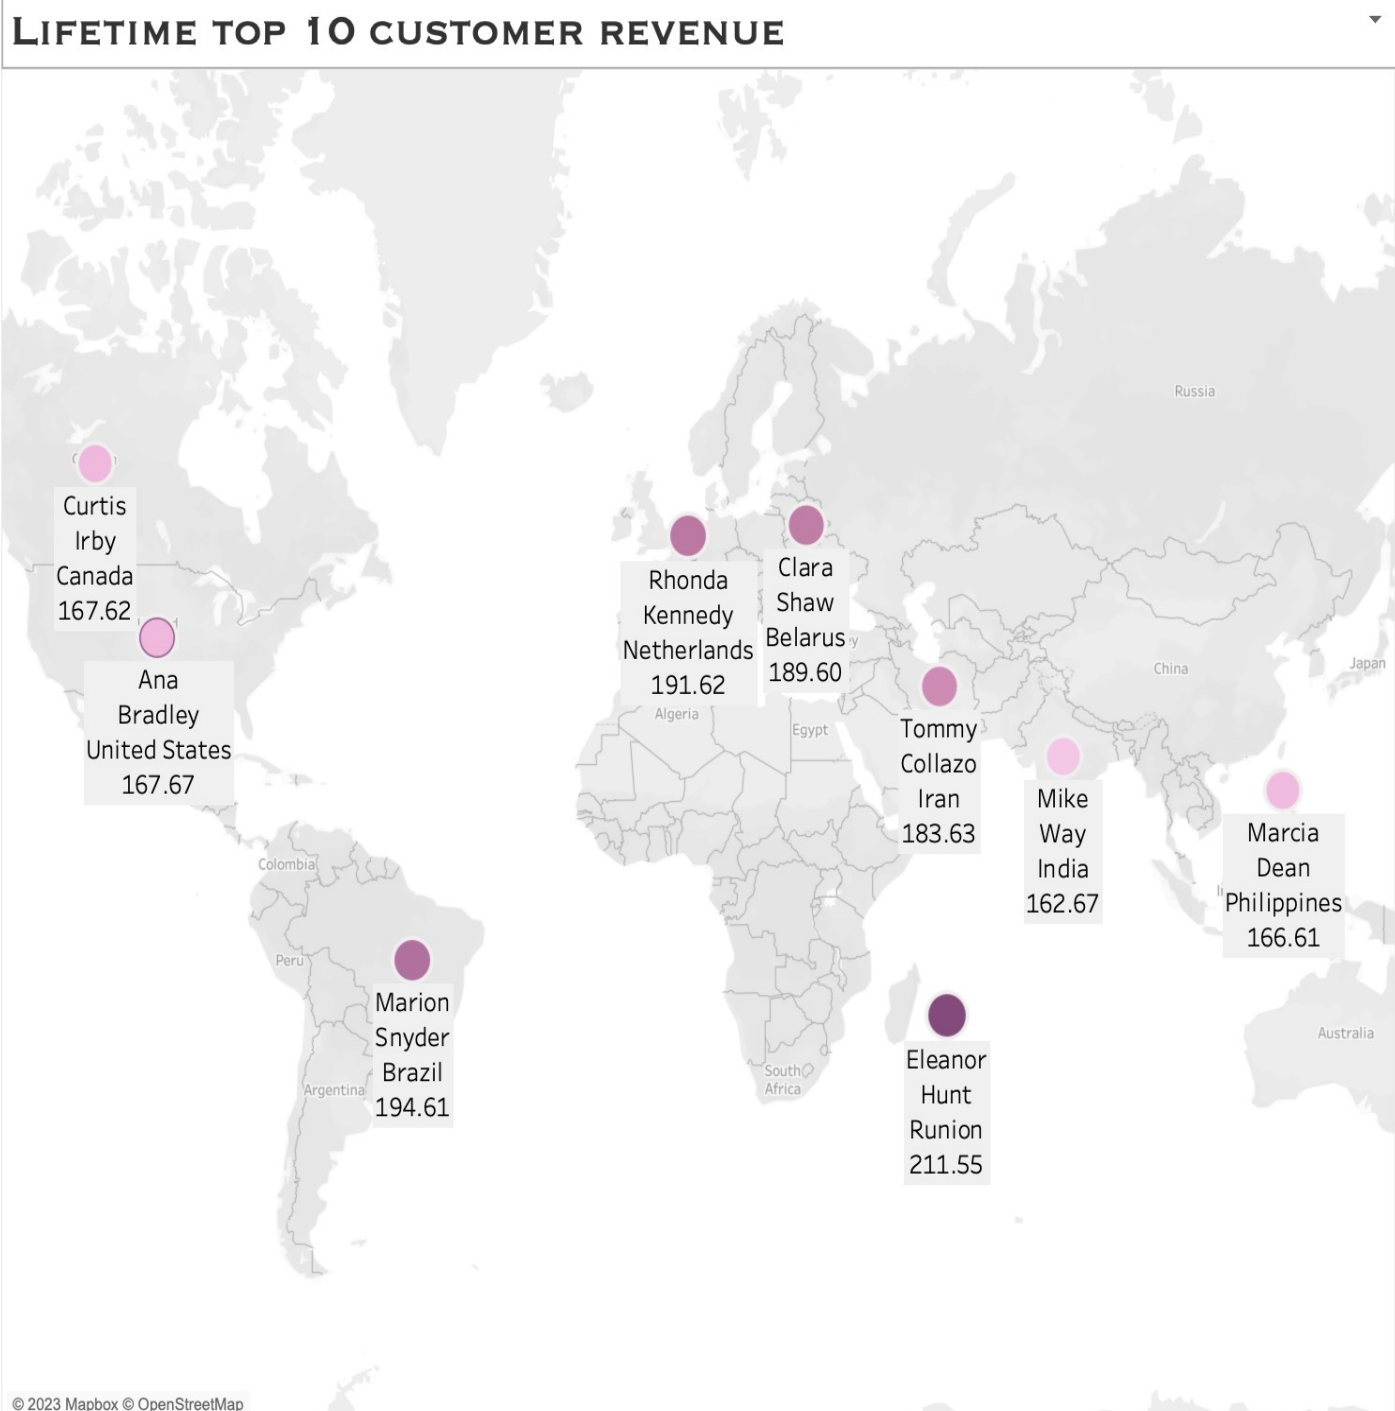 LIFETIME TOP 10 CUSTOMER REVENUE
Russia
Curtis
Irby
Canada
167.62
Ana
Bradley
United States
167.67
Rhonda
Kennedy
Netherlands
191.62
Clara
Shaw
Belarus
189.60
China
Japan
Algeria
Egypt
Tommy
Collazo
Iran
183.63
Mike
Way
India
162.67
Marcia
Dean
Philippines
166.61
Colombia
Peru
Marion
Snyder
Brazil
194.61
Argentina
South
Africa
Eleanor
Hunt
Runion
211.55
Australia
© 2023 Mapbox © OpenStreetMap